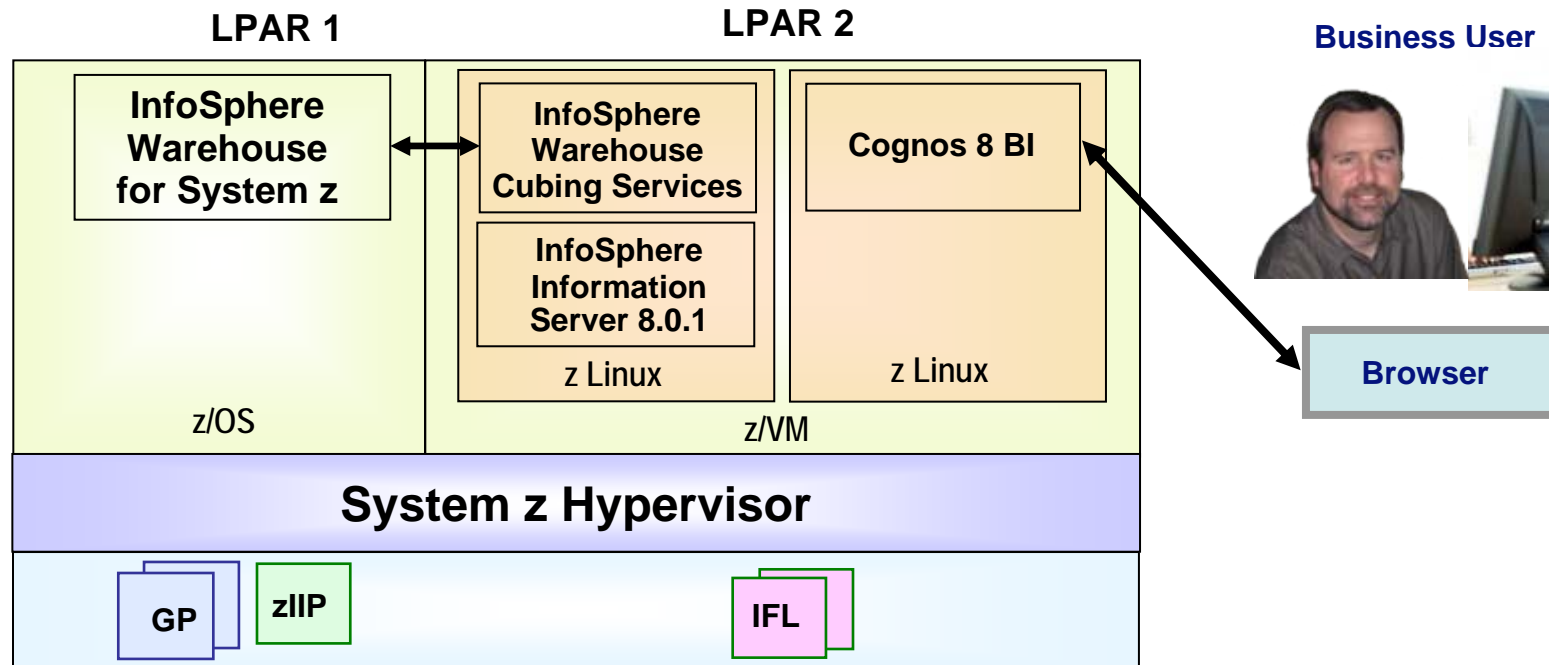 LPAR 1
LPAR 2
Business User
InfoSphere
Warehouse
for System z
InfoSphere
Warehouse
Cubing Services
InfoSphere
Information
Server 8.0.1
z Linux
Cognos 8 BI
z Linux
Browser
z/OS
z/VM
System z Hypervisor
GP
zIIP
IFL